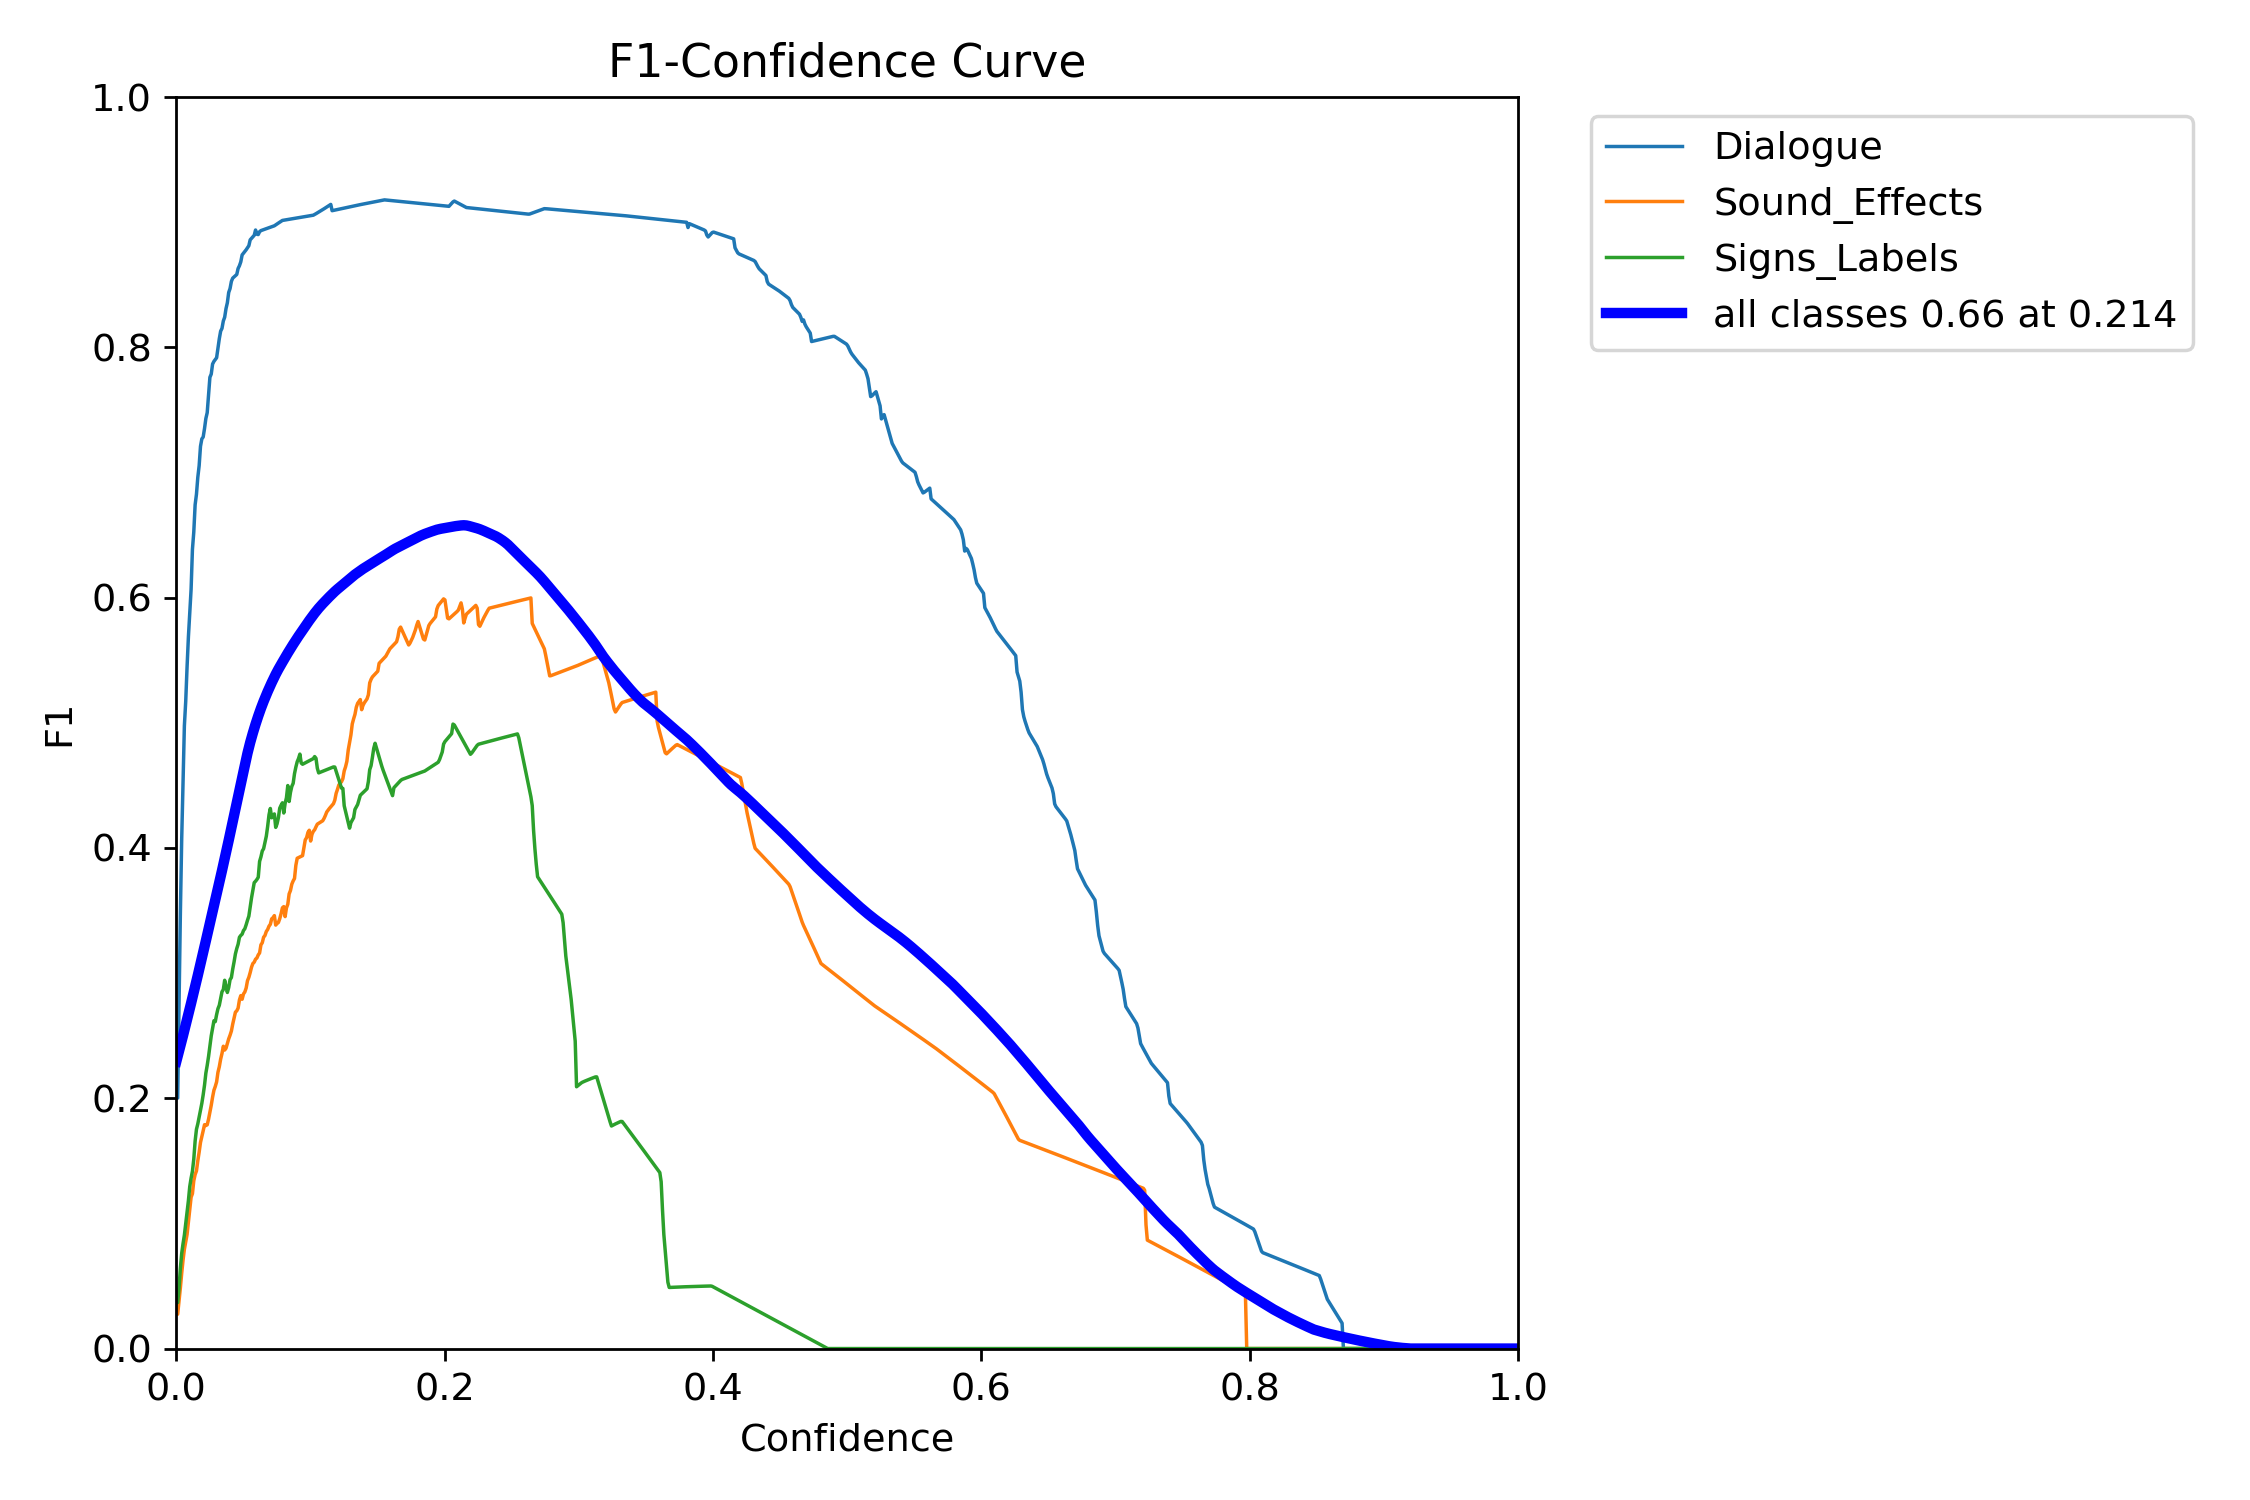 F1-Confidence Curve
1.0
0.8
0.6
0.4
0.2
0.0
F1
0.0 0.2 0.4 0.6 0.8 1.0
Confidence
Dialogue
Sound_Effects
Signs_Labels
all classes 0.66 at 0.214